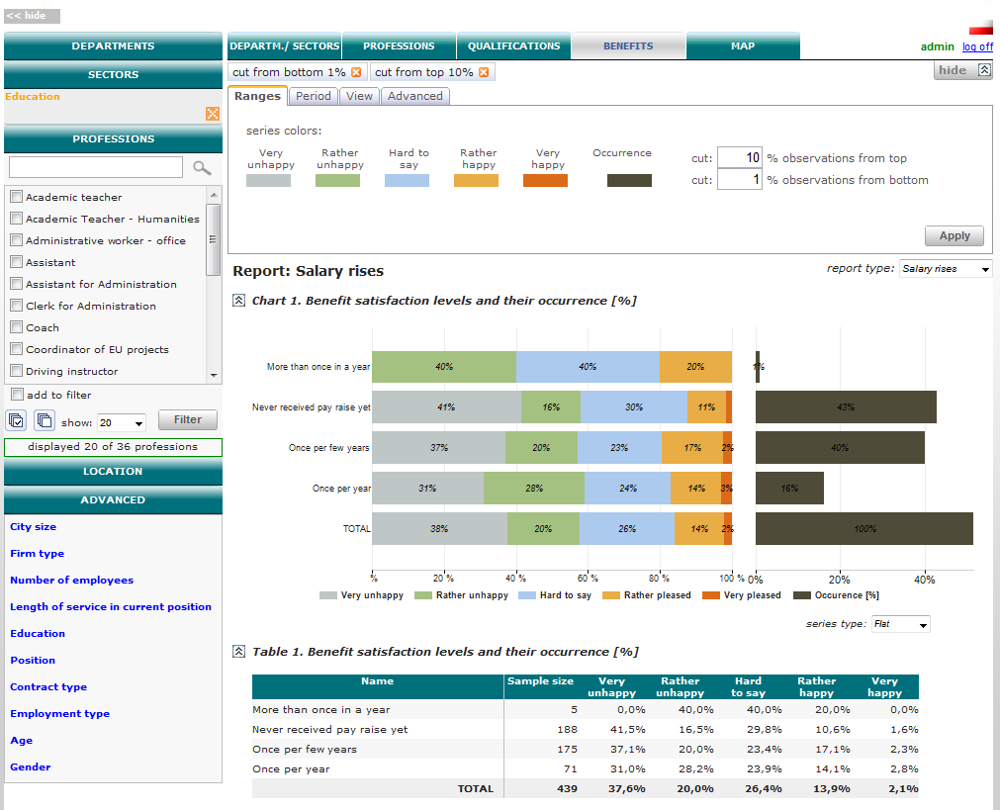 << hide
DEPARTMENTS
SECTORS
Education
PROFESSIONS
Academic teacher
Academic Teacher - Humanities
Administrative worker - office
Assistant
Assistant for Administration
Clerk for Administration
Coach
Coordinator of EU projects
Driving instructor
add to filter
show: 20 Filter
displayed 20 of 36 professions
LOCATION
ADVANCED
City size
Firm type
Number of employees
Length of service in current position
Education
Position
Contract type
Employment type
Age
Gender
DEPARTM./ SECTORS PROFESSIONS QUALIFICATIONS BENEFITS MAP
admin log off
cut from bottom 1% cut from top 10% hide
Ranges Period View Advanced
series colors:
Very unhappy
Rather unhappy
Hard to say
Rather happy
Very happy
Occurrence
cut: 10 % observations from top
cut: 1 % observations from bottom
Apply
Report: Salary rises
report type: Salary rises
Chart 1. Benefit satisfaction levels and their occurrence [%]
More than once in a year 40% 40% 20% 1%
Never received pay raise yet 41% 16% 30% 11% 43%
Once per few years 37% 20% 23% 17% 2% 40%
Once per year 31% 28% 24% 14% 3% 16%
TOTAL 38% 20% 26% 14% 2% 100%
% 20 % 40 % 60 % 80 % 100 % 0% 20% 40%
Very unhappy Rather unhappy Hard to say Rather pleased Very pleased Occurence [%]
series type: Flat
Table 1. Benefit satisfaction levels and their occurrence [%]
Name Sample size Very unhappy Rather unhappy Hard to say Rather happy Very happy
More than once in a year 5 0,0% 40,0% 40,0% 20,0% 0,0%
Never received pay raise yet 188 41,5% 16,5% 29,8% 10,6% 1,6%
Once per few years 175 37,1% 20,0% 23,4% 17,1% 2,3%
Once per year 71 31,0% 28,2% 23,9% 14,1% 2,8%
TOTAL 439 37,6% 20,0% 26,4% 13,9% 2,1%